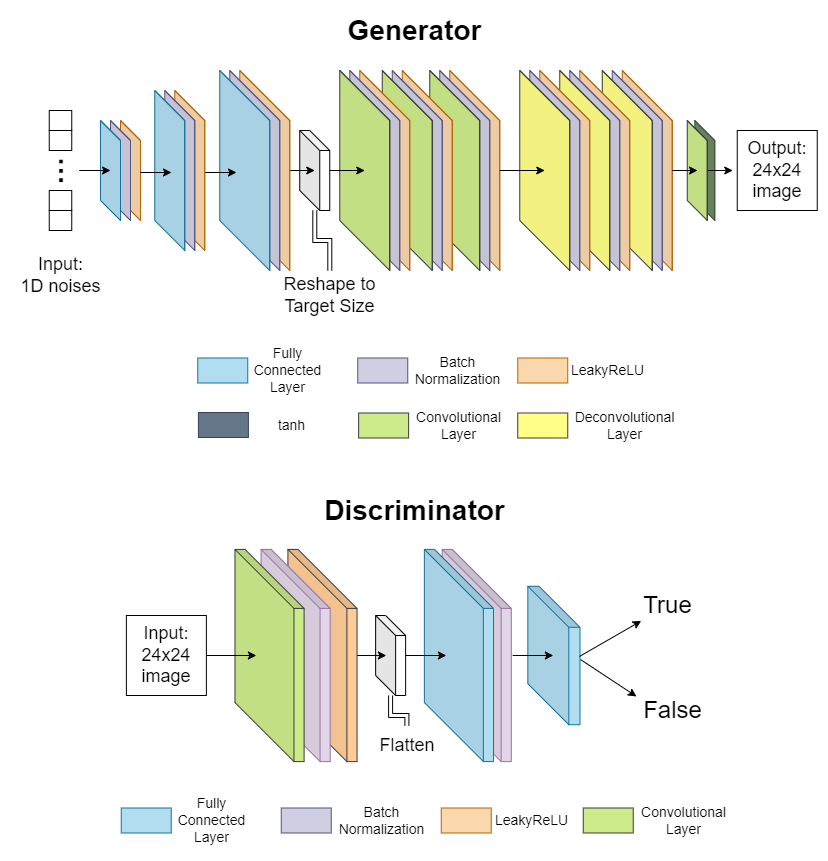 Generator
Input:
1D noises
Reshape to
Target Size
Output:
24x24
image
Fully
Connected
Layer
Batch
Normalization
LeakyReLU
tanh
Convolutional
Layer
Deconvolutional
Layer
Discriminator
Input:
24x24
image
Flatten
True
False
Fully
Connected
Layer
Batch
Normalization
LeakyReLU
Convolutional
Layer